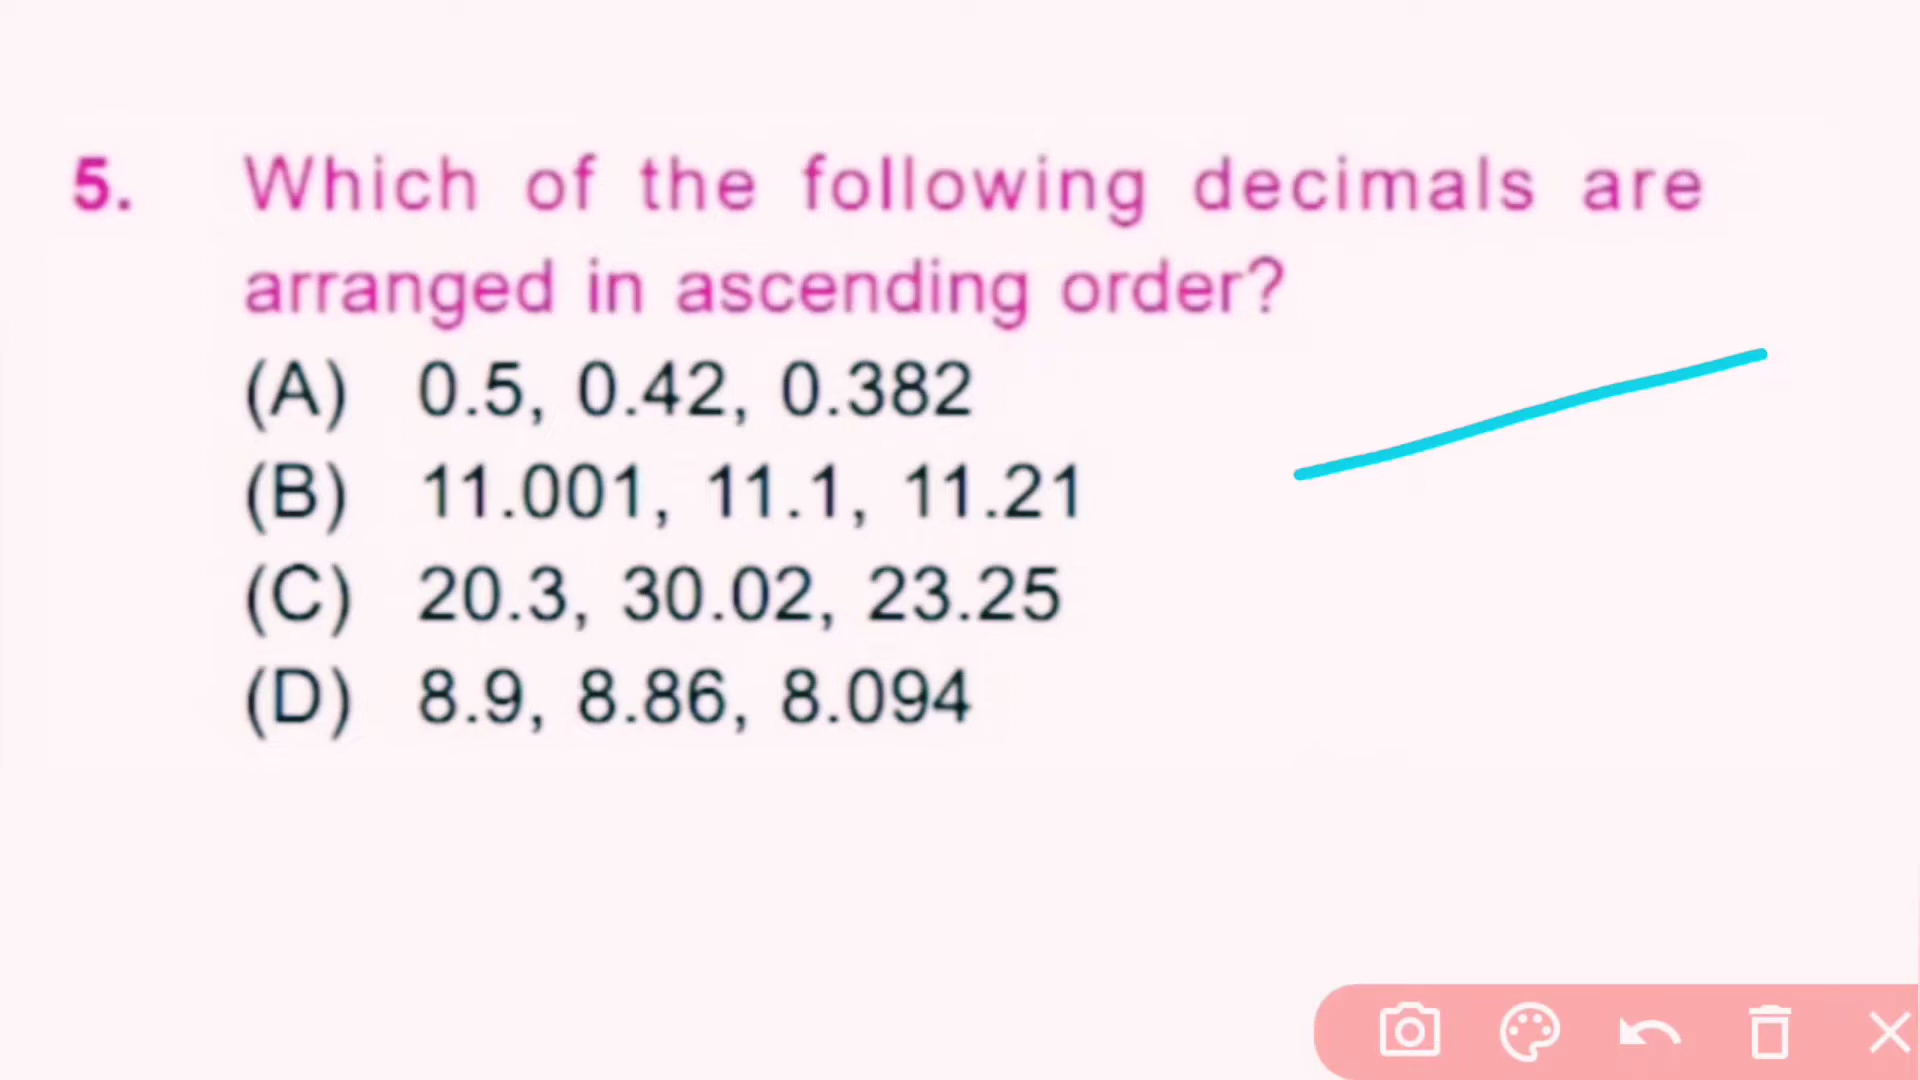 5. Which of the following decimals are
arranged in ascending order?
(A) 0.5, 0.42, 0.382
(B) 11.001, 11.1, 11.21
(C) 20.3, 30.02, 23.25
(D) 8.9, 8.86, 8.094